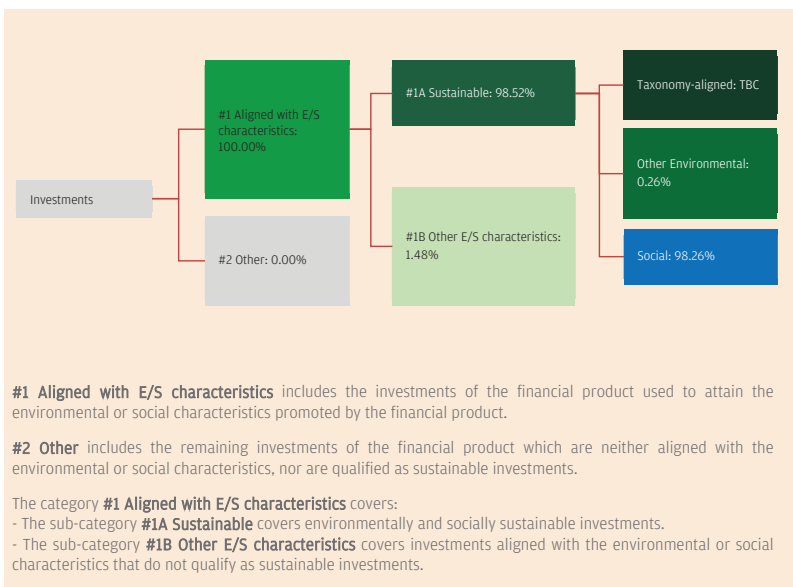 Investments
#1 Aligned with E/S
characteristics:
100.00%
#2 Other: 0.00%
#1A Sustainable: 98.52%
#1B Other E/S characteristics:
1.48%
Taxonomy-aligned: TBC
Other Environmental:
0.26%
Social: 98.26%
#1 Aligned with E/S characteristics includes the investments of the financial product used to attain the
environmental or social characteristics promoted by the financial product.
#2 Other includes the remaining investments of the financial product which are neither aligned with the
environmental or social characteristics, nor are qualified as sustainable investments.
The category #1 Aligned with E/S characteristics covers:
- The sub-category #1A Sustainable covers environmentally and socially sustainable investments.
- The sub-category #1B Other E/S characteristics covers investments aligned with the environmental or social
characteristics that do not qualify as sustainable investments.